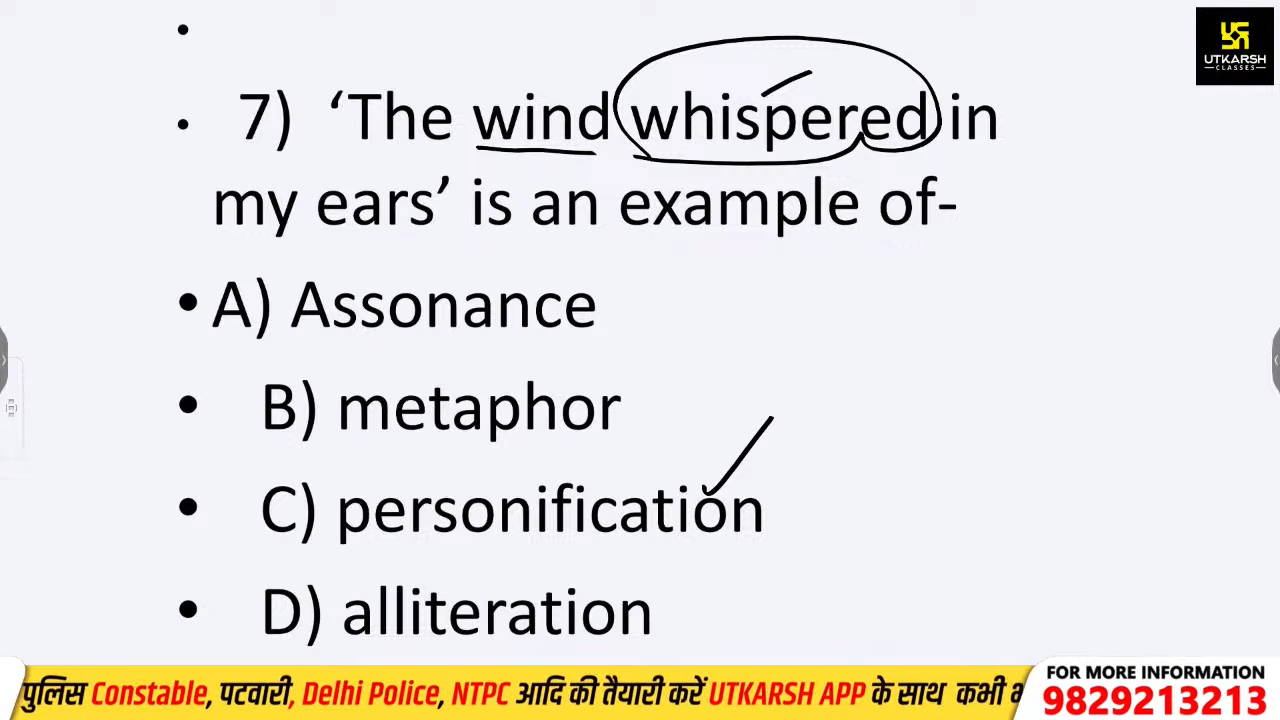 UTKARSH
CLASSES
7) ‘The wind whispered in
my ears’ is an example of-
A) Assonance
B) metaphor
C) personification
D) alliteration
पुलिस Constable, पटवारी, Delhi Police, NTPC आदि की तैयारी करें UTKARSH APP के साथ कभी
FOR MORE INFORMATION
9829213213